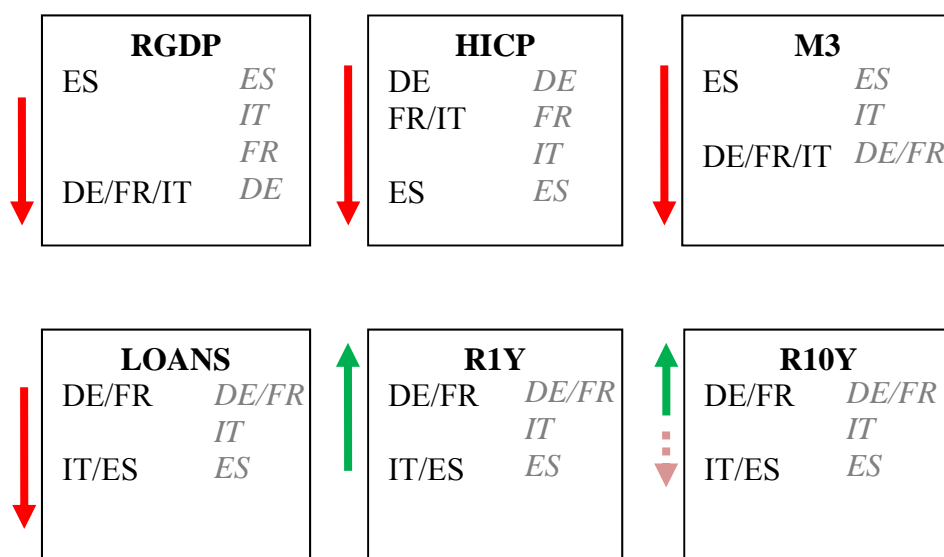 RGDP
ES ES
IT
FR
DE/FR/IT DE
HICP
DE DE
FR/IT FR
IT
ES ES
M3
ES ES
IT
DE/FR/IT DE/FR
LOANS
DE/FR DE/FR
IT
IT/ES ES
R1Y
DE/FR DE/FR
IT
IT/ES ES
R10Y
DE/FR DE/FR
IT
IT/ES ES